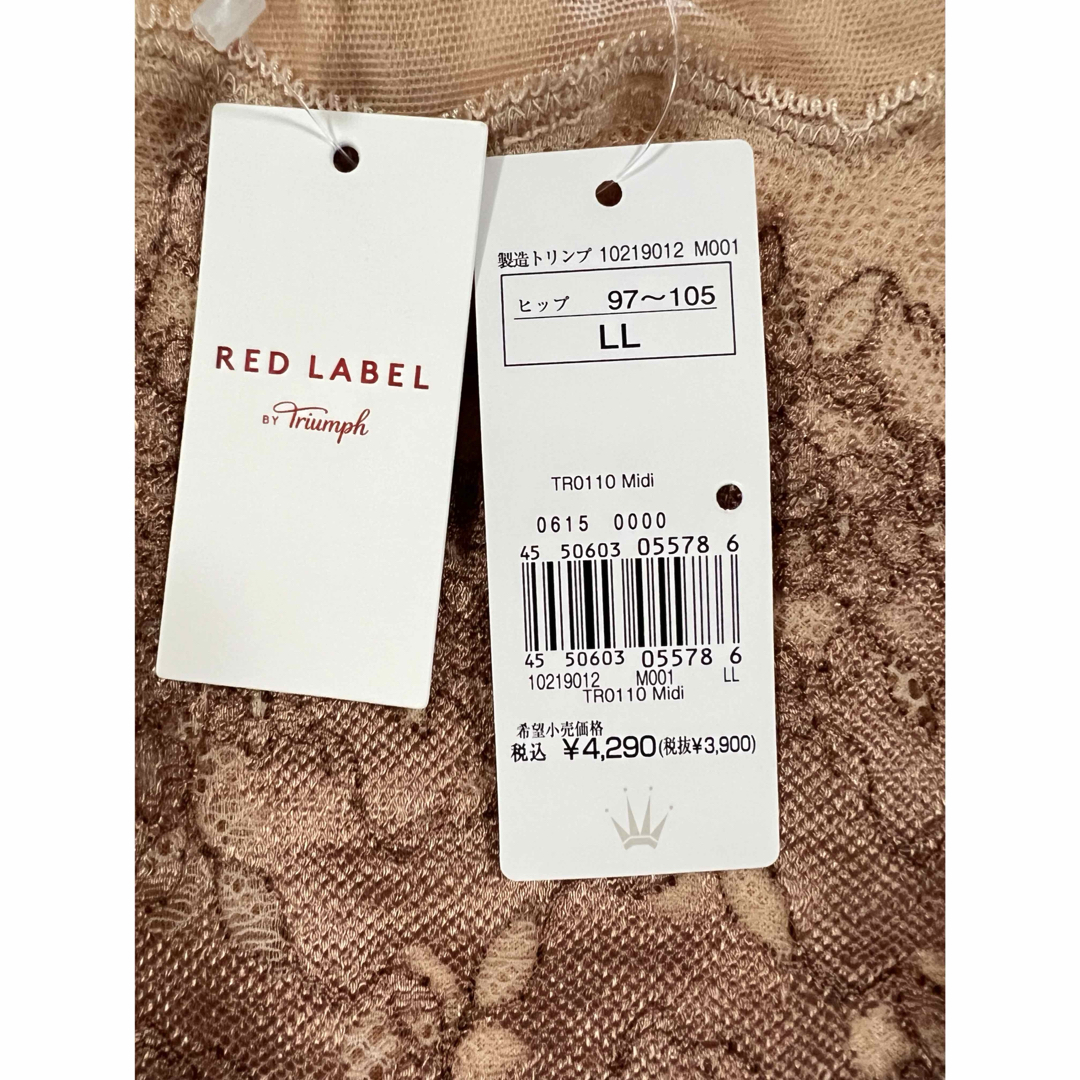 RED LABEL
BY Triumph
製造トリンプ 10219012 M001
ヒップ 97～105
LL
TR0110 Midi
0615 0000
45 50603 05578 6
45 50603 05578 6
10219012 M001 LL
TR0110 Midi
希望小売価格
税込 ¥4,290(税抜¥3,900)